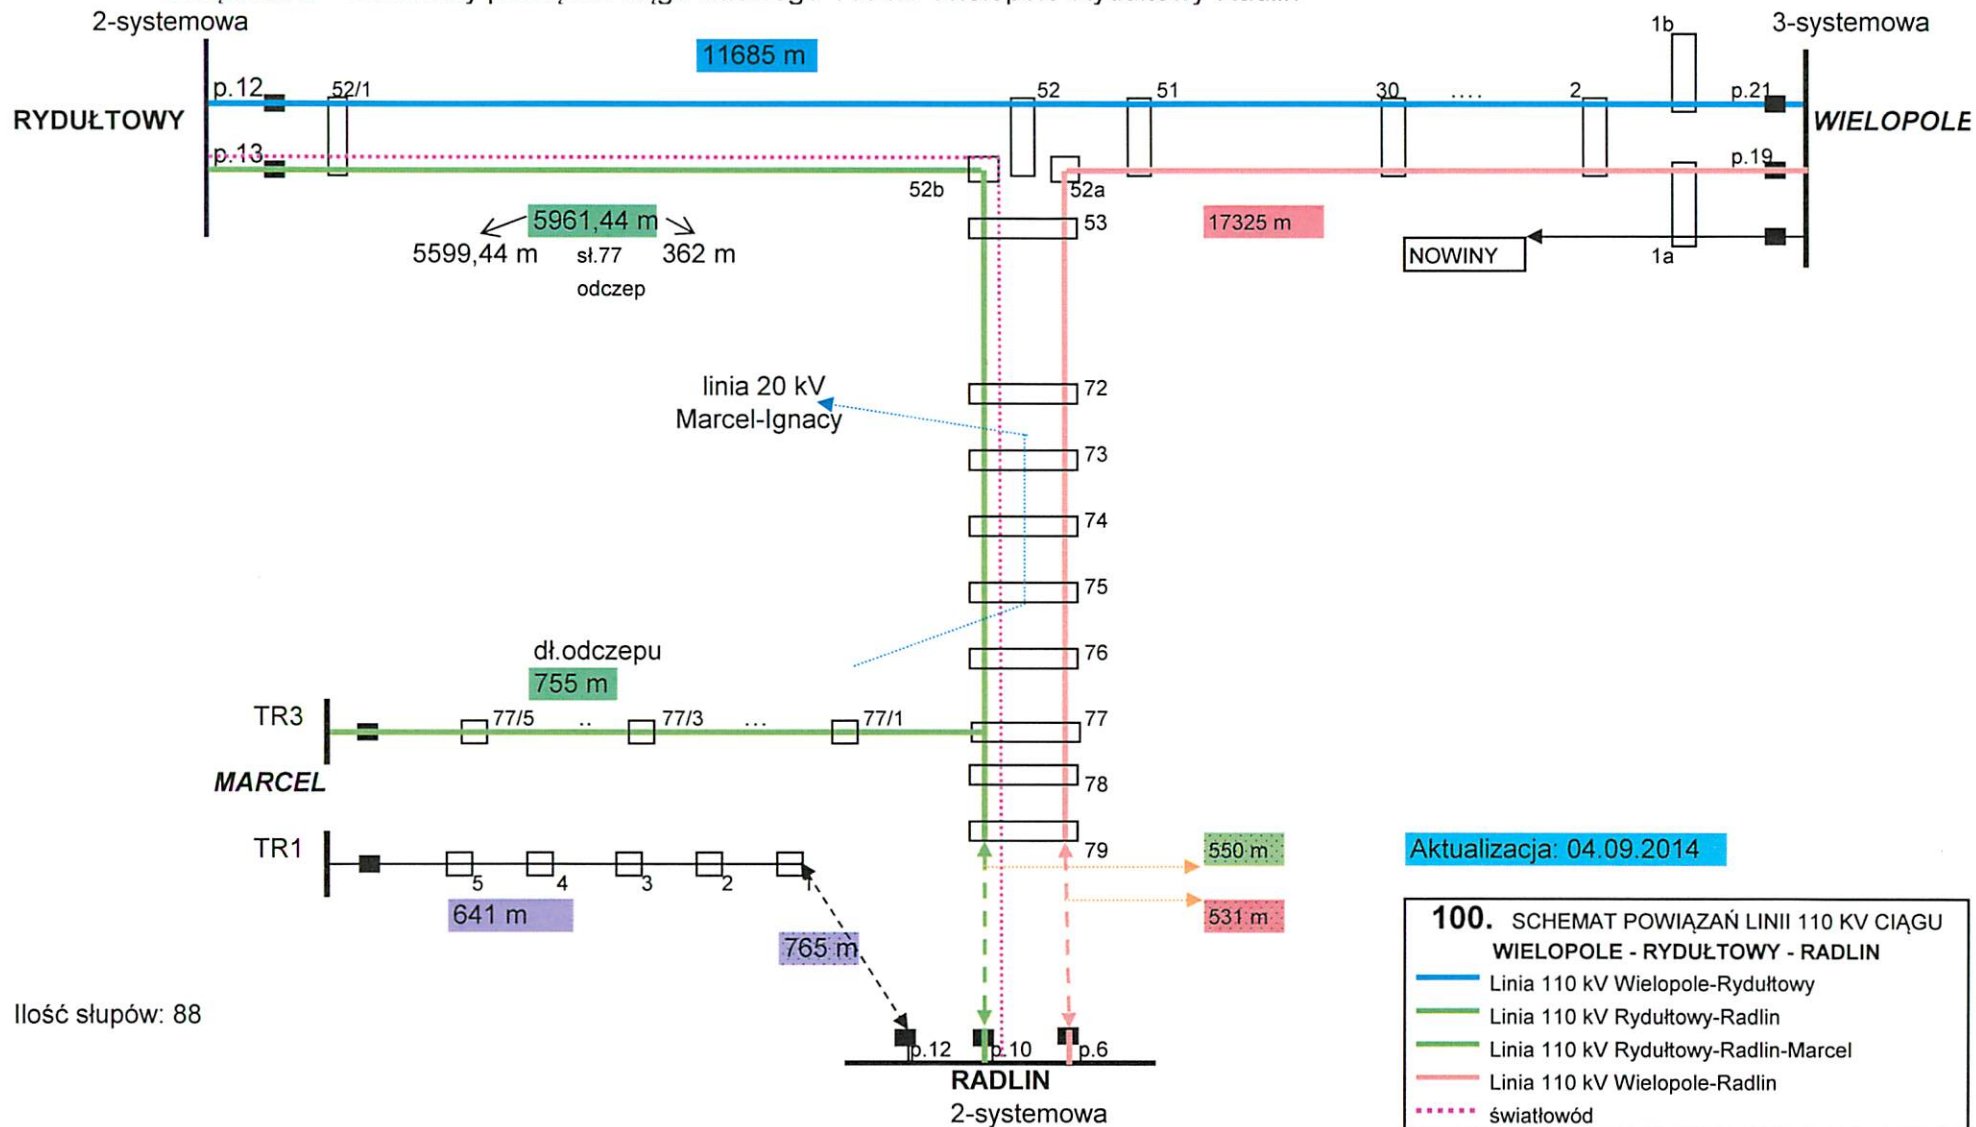 2-systemowa
3-systemowa
1b
11685 m
p.12
52/1
52
51
30
....
2
p.21
RYDUŁTOWY
WIELOPOLE
p.13
p.19
52b
52a
5961,44 m
53
17325 m
5599,44 m
sł.77
362 m
NOWINY
1a
odczep
linia 20 kV
Marcel-Ignacy
72
73
74
75
dł.odczepu
76
755 m
TR3
77/5
..
77/3
...
77/1
77
MARCEL
78
TR1
79
550 m
Aktualizacja: 04.09.2014
5
4
3
2
1
641 m
531 m
765 m
100. SCHEMAT POWIĄZAŃ LINII 110 KV CIĄGU
WIELOPOLE - RYDUŁTOWY - RADLIN
Linia 110 kV Wielopole-Rydułtowy
Linia 110 kV Rydułtowy-Radlin
Linia 110 kV Rydułtowy-Radlin-Marcel
Linia 110 kV Wielopole-Radlin
światłowód
Ilość słupów: 88
p.12
p.10
p.6
RADLIN
2-systemowa